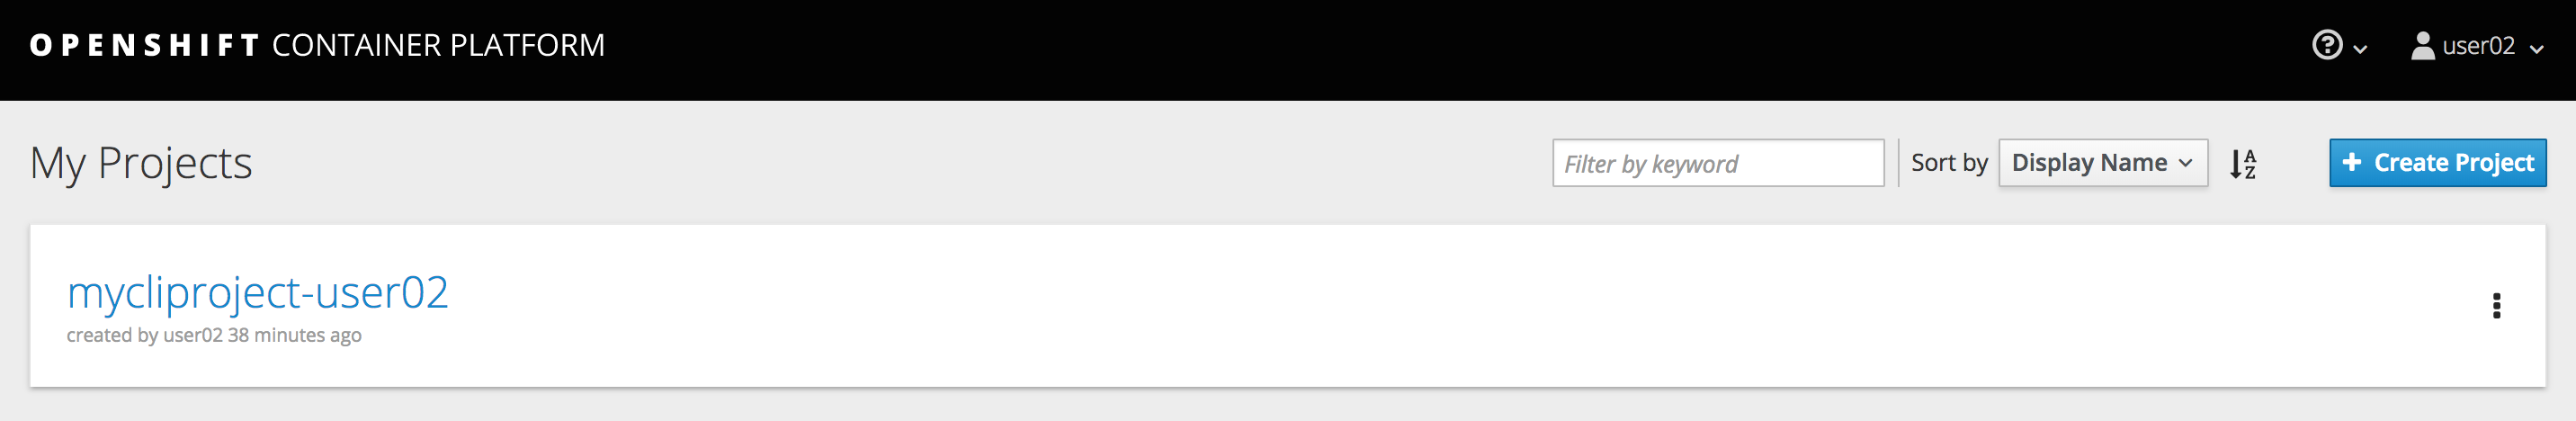 OPENSHIFT CONTAINER PLATFORM
user02
My Projects
Filter by keyword
Sort by
Display Name
A
Z
Create Project
mycliproject-user02
created by user02 38 minutes ago